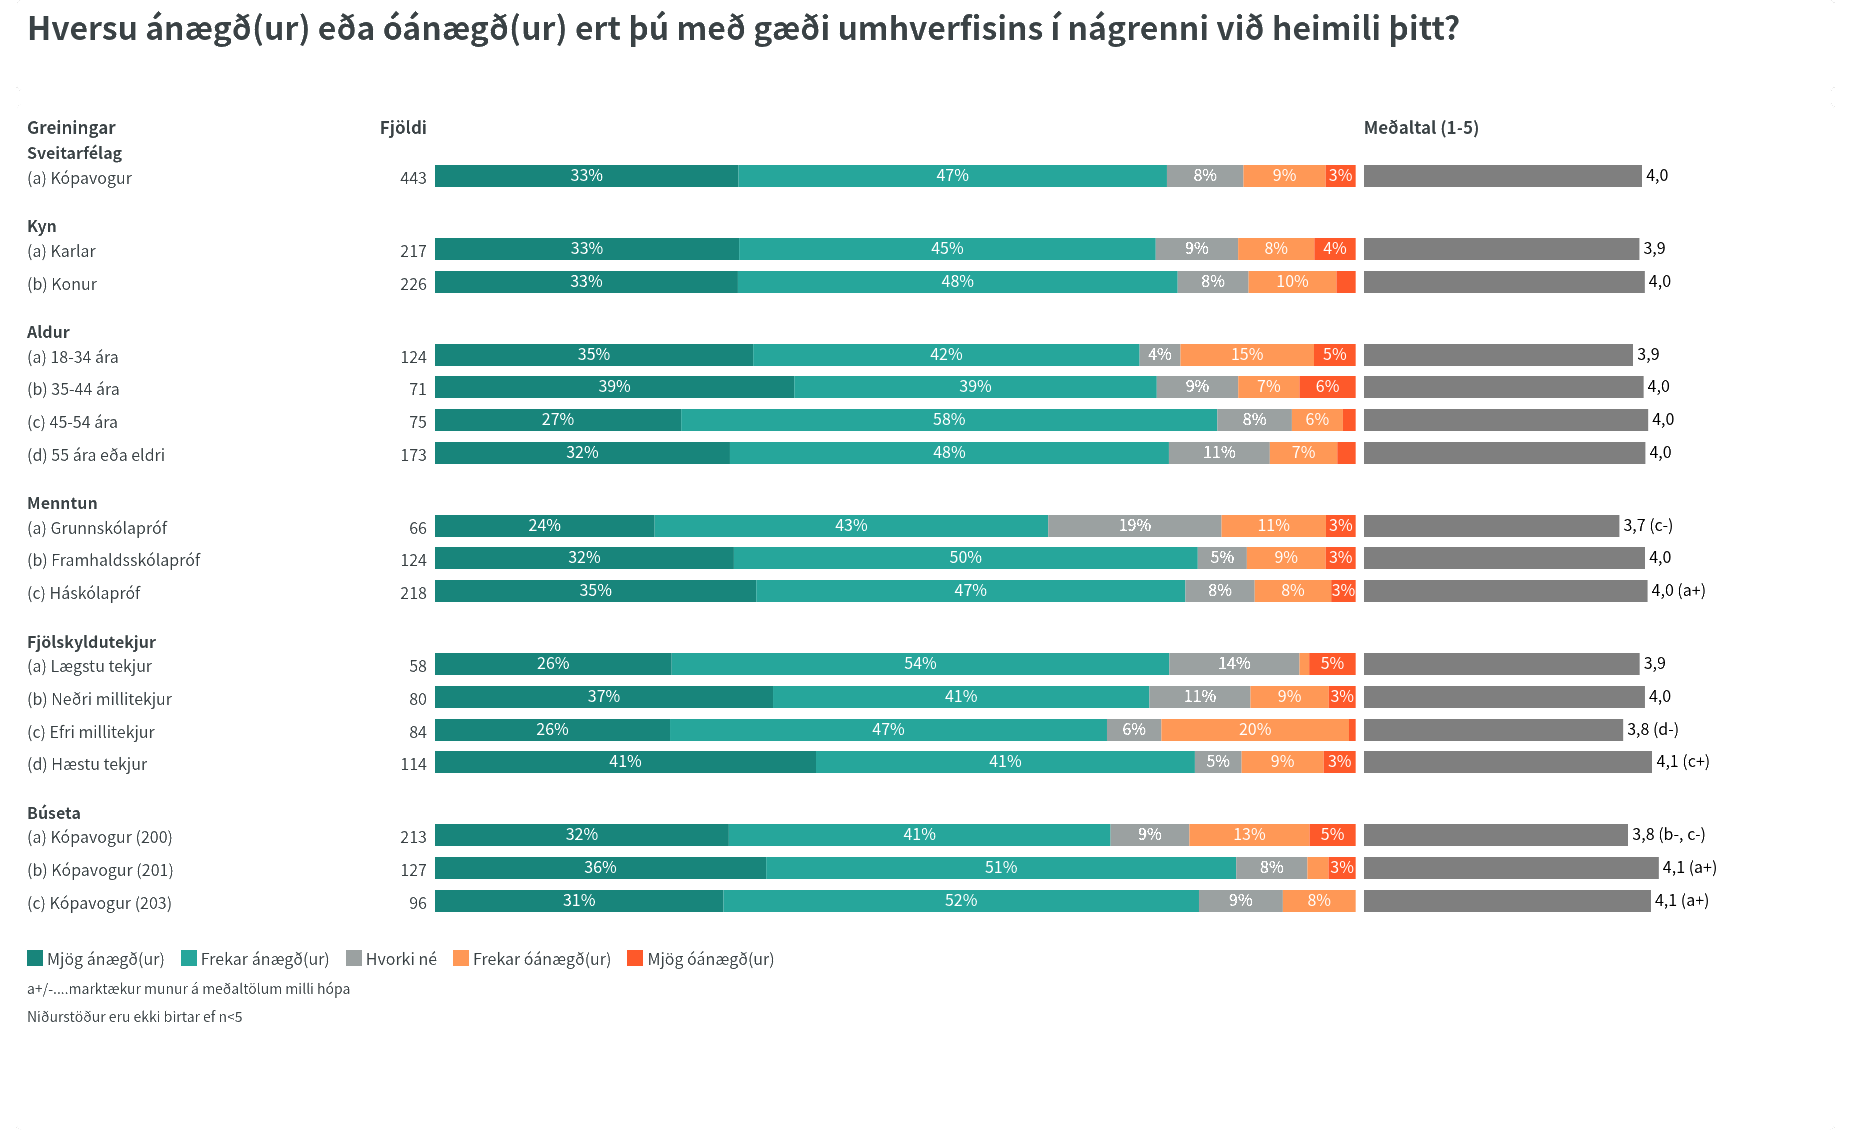 Hversu ánægð(ur) eða óánægð(ur) ert þú með gæði umhverfisins í nágrenni við heimili þitt?
Greiningar Fjöldi Meðaltal (1-5)
Sveitarfélag
(a) Kópavogur 443 33% 47% 8% 9% 3% 4,0
Kyn
(a) Karlar 217 33% 45% 9% 8% 4% 3,9
(b) Konur 226 33% 48% 8% 10% 4,0
Aldur
(a) 18-34 ára 124 35% 42% 4% 15% 5% 3,9
(b) 35-44 ára 71 39% 39% 9% 7% 6% 4,0
(c) 45-54 ára 75 27% 58% 8% 6% 4,0
(d) 55 ára eða eldri 173 32% 48% 11% 7% 4,0
Menntun
(a) Grunnskólapróf 66 24% 43% 19% 11% 3% 3,7 (c-)
(b) Framhaldsskólapróf 124 32% 50% 5% 9% 3% 4,0
(c) Háskólapróf 218 35% 47% 8% 8% 3% 4,0 (a+)
Fjölskyldutekjur
(a) Lægstu tekjur 58 26% 54% 14% 5% 3,9
(b) Neðri millitekjur 80 37% 41% 11% 9% 3% 4,0
(c) Efri millitekjur 84 26% 47% 6% 20% 3,8 (d-)
(d) Hæstu tekjur 114 41% 41% 5% 9% 3% 4,1 (c+)
Búseta
(a) Kópavogur (200) 213 32% 41% 9% 13% 5% 3,8 (b-, c-)
(b) Kópavogur (201) 127 36% 51% 8% 3% 4,1 (a+)
(c) Kópavogur (203) 96 31% 52% 9% 8% 4,1 (a+)
Mjög ánægð(ur) Frekar ánægð(ur) Hvorki né Frekar óánægð(ur) Mjög óánægð(ur)
a+/-....marktækur munur á meðaltölum milli hópa
Niðurstöður eru ekki birtar ef n<5